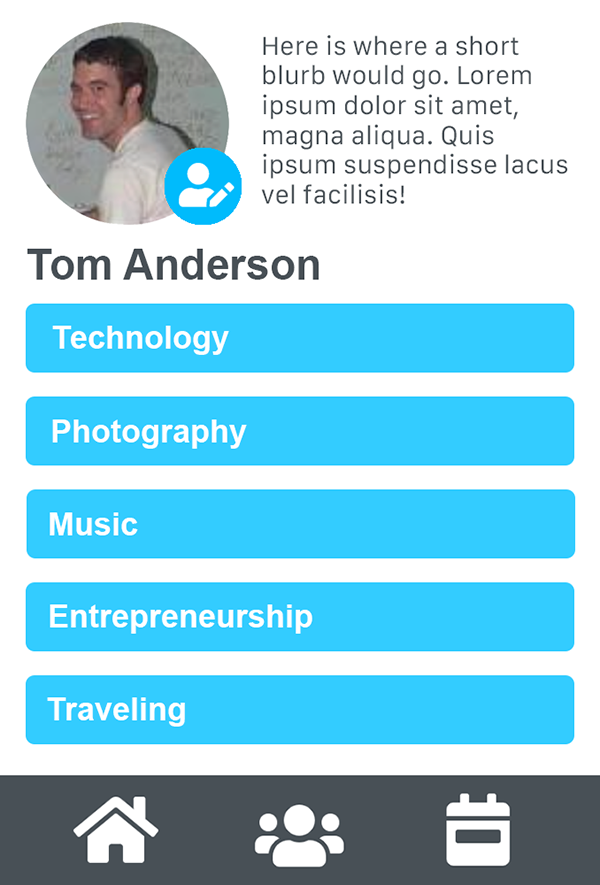 Here is where a short
blurb would go. Lorem
ipsum dolor sit amet,
magna aliqua. Quis
ipsum suspendisse lacus
vel facilisis!
Tom Anderson
Technology
Photography
Music
Entrepreneurship
Traveling